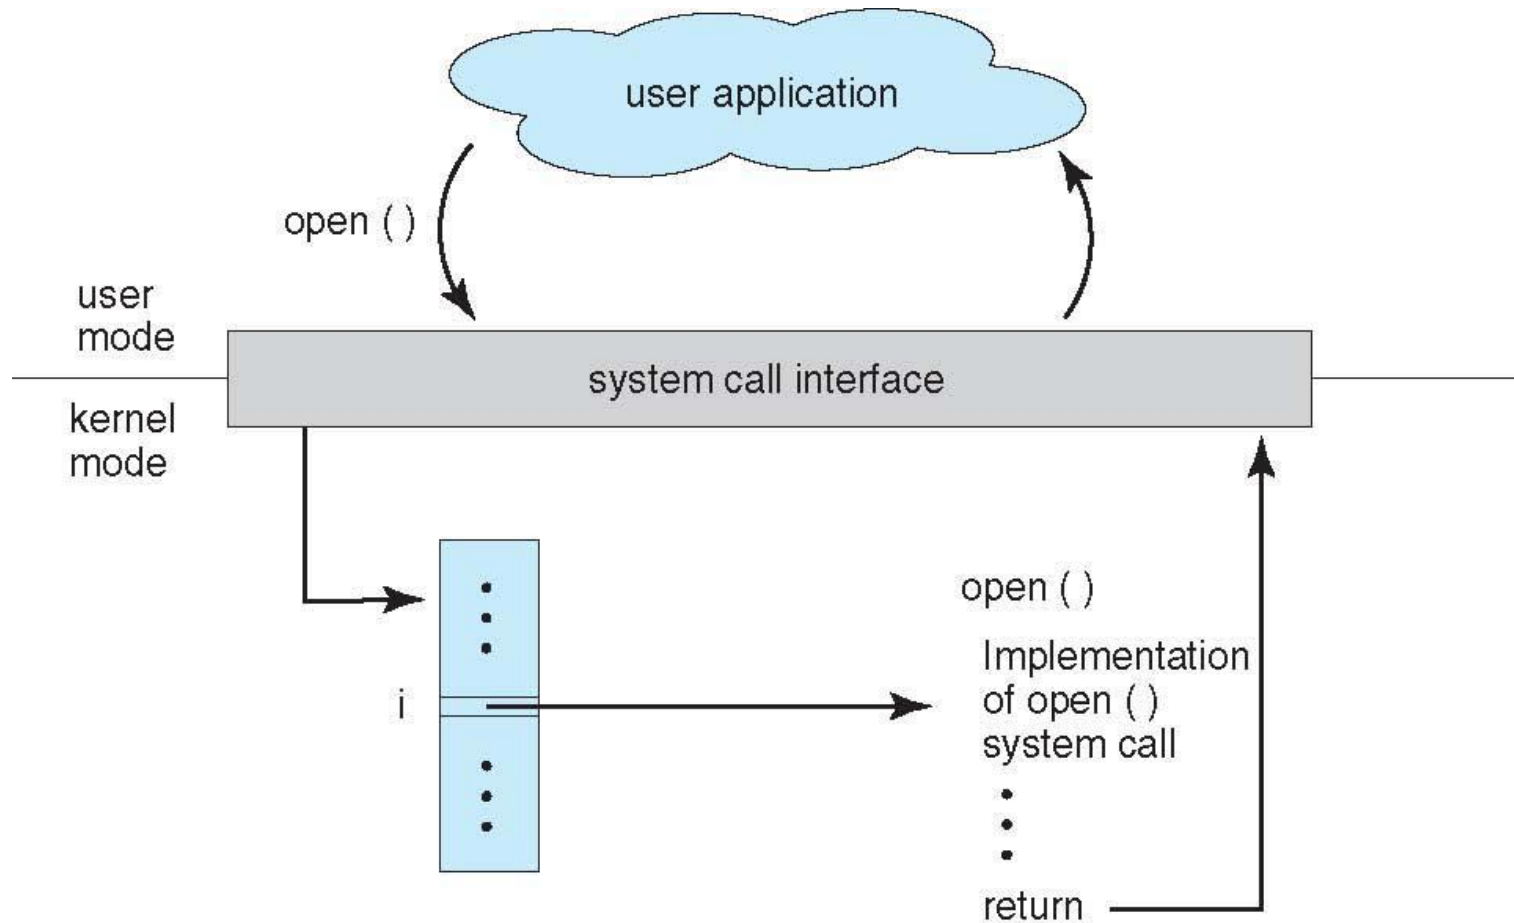 user application
open ( )
user
mode
system call interface
kernel
mode
open ( )
i
Implementation
of open ( )
system call
return